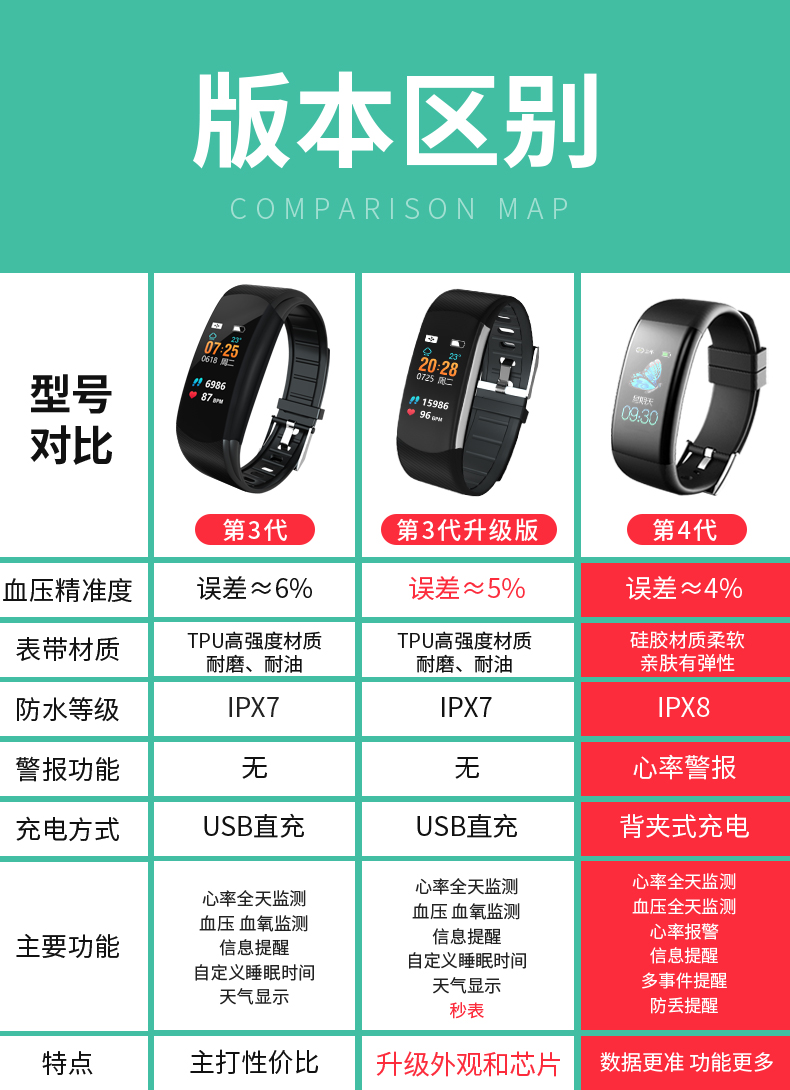 版本区别
COMPARISON MAP
型号
对比
23°
07:25
0618 周二
6986
87 BPM
23°
20:28
0725 周二
15986
96 BPM
星期天
09:30
第3代
第3代升级版
第4代
血压精准度
误差≈6%
误差≈5%
误差≈4%
表带材质
TPU高强度材质
耐磨、耐油
TPU高强度材质
耐磨、耐油
硅胶材质柔软
亲肤有弹性
防水等级
IPX7
IPX7
IPX8
警报功能
无
无
心率警报
充电方式
USB直充
USB直充
背夹式充电
主要功能
心率全天监测
血压 血氧监测
信息提醒
自定义睡眠时间
天气显示
心率全天监测
血压 血氧监测
信息提醒
自定义睡眠时间
天气显示
秒表
心率全天监测
血压全天监测
心率报警
信息提醒
多事件提醒
防丢提醒
特点
主打性价比
升级外观和芯片
数据更准 功能更多